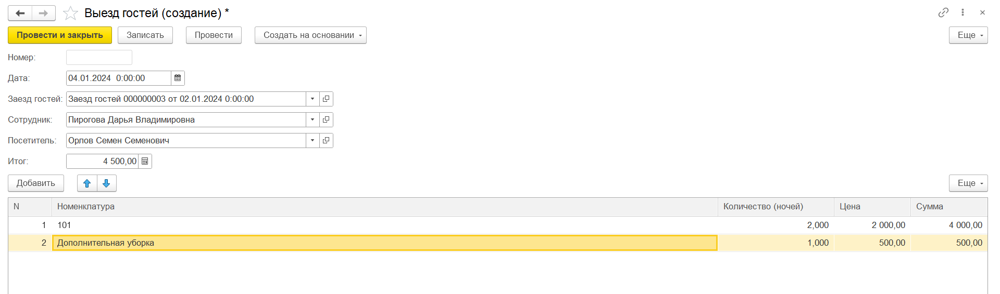 Выезд гостей (создание) *
Провести и закрыть Записать Провести Создать на основании Еще
Номер:
Дата: 04.01.2024 0:00:00
Заезд гостей: Заезд гостей 000000003 от 02.01.2024 0:00:00
Сотрудник: Пирогова Дарья Владимировна
Посетитель: Орлов Семен Семенович
Итог: 4 500,00
Добавить Еще
N Номенклатура Количество (ночей) Цена Сумма
1 101 2,000 2 000,00 4 000,00
2 Дополнительная уборка 1,000 500,00 500,00